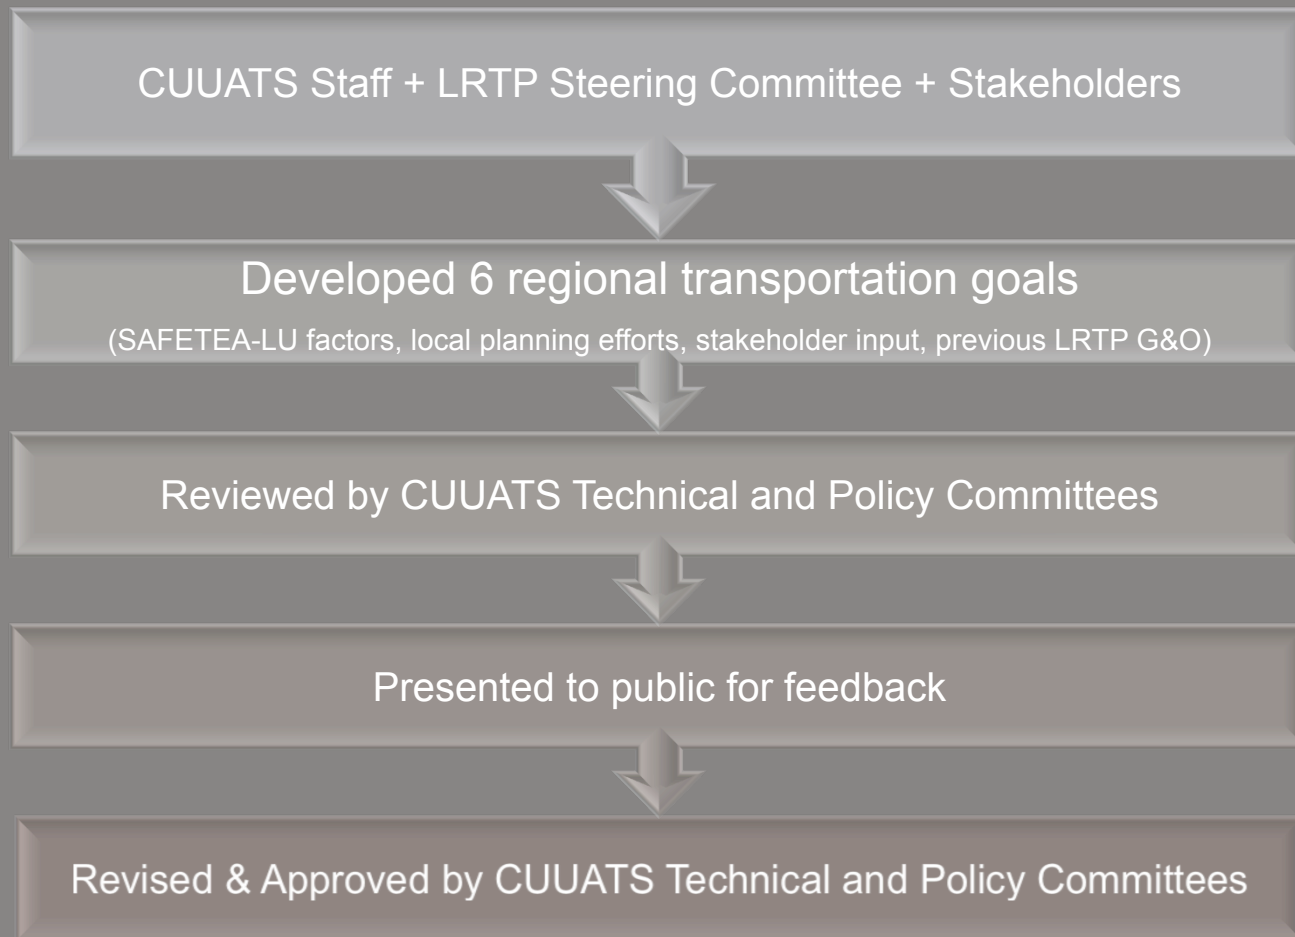 CUUATS Staff + LRTP Steering Committee + Stakeholders
Developed 6 regional transportation goals
(SAFETEA-LU factors, local planning efforts, stakeholder input, previous LRTP G&O)
Reviewed by CUUATS Technical and Policy Committees
Presented to public for feedback
Revised & Approved by CUUATS Technical and Policy Committees